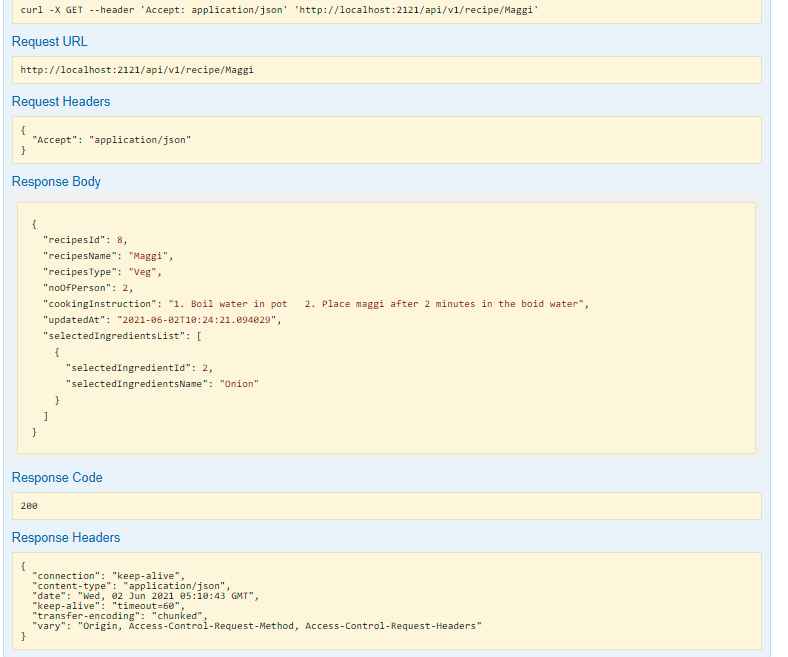 curl -X GET --header 'Accept: application/json' 'http://localhost:2121/api/v1/recipe/Maggi'
Request URL
http://localhost:2121/api/v1/recipe/Maggi
Request Headers
{
  "Accept": "application/json"
}
Response Body
{
  "recipesId": 8,
  "recipesName": "Maggi",
  "recipesType": "Veg",
  "noOfPerson": 2,
  "cookingInstruction": "1. Boil water in pot   2. Place maggi after 2 minutes in the boid water",
  "updatedAt": "2021-06-02T10:24:21.094029",
  "selectedIngredientsList": [
    {
      "selectedIngredientId": 2,
      "selectedIngredientsName": "Onion"
    }
  ]
}
Response Code
200
Response Headers
{
  "connection": "keep-alive",
  "content-type": "application/json",
  "date": "Wed, 02 Jun 2021 05:10:43 GMT",
  "keep-alive": "timeout=60",
  "transfer-encoding": "chunked",
  "vary": "Origin, Access-Control-Request-Method, Access-Control-Request-Headers"
}